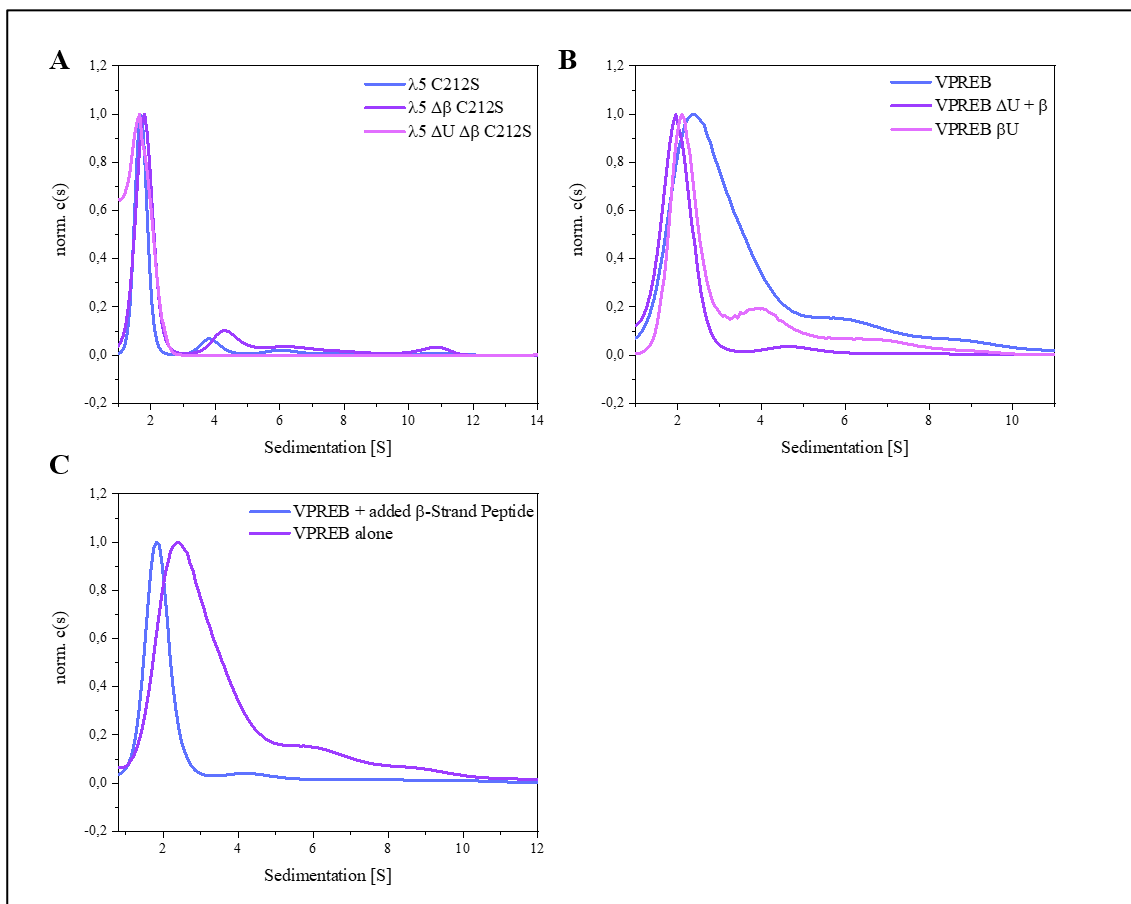 A
λ5 C212S
λ5 Δβ C212S
λ5 ΔU Δβ C212S
1,2
1,0
0,8
0,6
0,4
0,2
0,0
-0,2
norm. c(s)
2 4 6 8 10 12 14
Sedimentation [S]
B
VPREB
VPREB ΔU + β
VPREB βU
1,2
1,0
0,8
0,6
0,4
0,2
0,0
-0,2
norm. c(s)
2 4 6 8 10
Sedimentation [S]
C
VPREB + added β-Strand Peptide
VPREB alone
1,2
1,0
0,8
0,6
0,4
0,2
0,0
-0,2
norm. c(s)
2 4 6 8 10 12
Sedimentation [S]